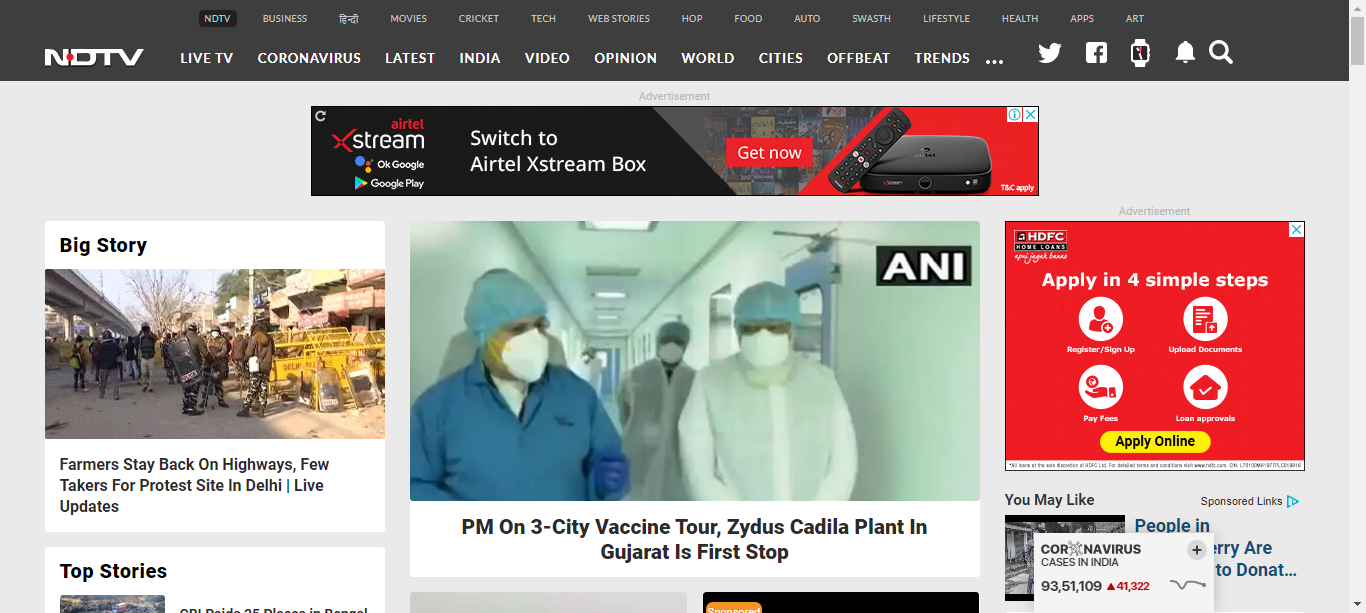 NDTV BUSINESS हिन्दी MOVIES CRICKET TECH WEB STORIES HOP FOOD AUTO SWASTH LIFESTYLE HEALTH APPS ART
NDTV LIVE TV CORONAVIRUS LATEST INDIA VIDEO OPINION WORLD CITIES OFFBEAT TRENDS ...
Advertisement
airtel
Xstream
Ok Google
Google Play
Switch to
Airtel Xstream Box
Get now
T&C apply
Big Story
DELHI
POLICE
Farmers Stay Back On Highways, Few
Takers For Protest Site In Delhi | Live
Updates
Top Stories
CBI Raids 25 Places in Bengal
ANI
PM On 3-City Vaccine Tour, Zydus Cadila Plant In
Gujarat Is First Stop
Sponsored
Advertisement
HDFC
HOME LOANS
apni jagah banao
Apply in 4 simple steps
Register/Sign Up Upload Documents
Pay Fees Loan approvals
Apply Online
You May Like Sponsored Links
People in
erry Are
to Donat...
CORONAVIRUS
CASES IN INDIA
93,51,109 41,322